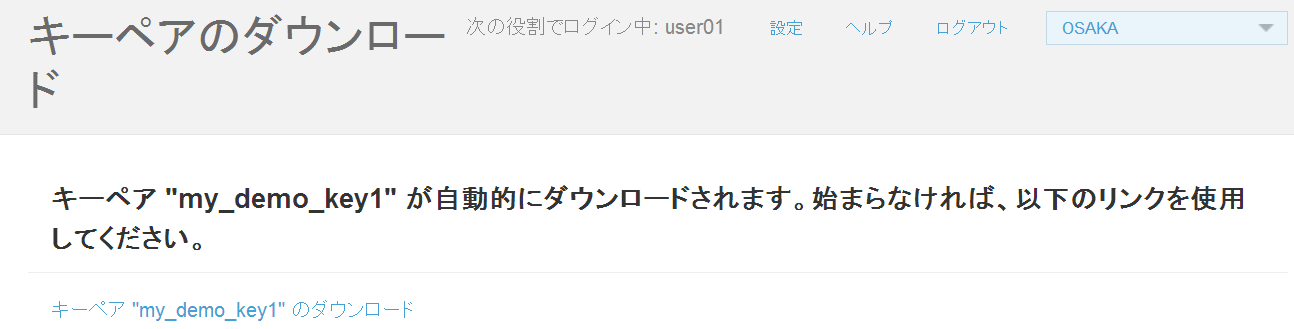 キーペアのダウンロー
ド
次の役割でログイン中: user01
設定
ヘルプ
ログアウト
OSAKA
キーペア "my_demo_key1" が自動的にダウンロードされます。始まらなければ、以下のリンクを使用
してください。
キーペア "my_demo_key1" のダウンロード